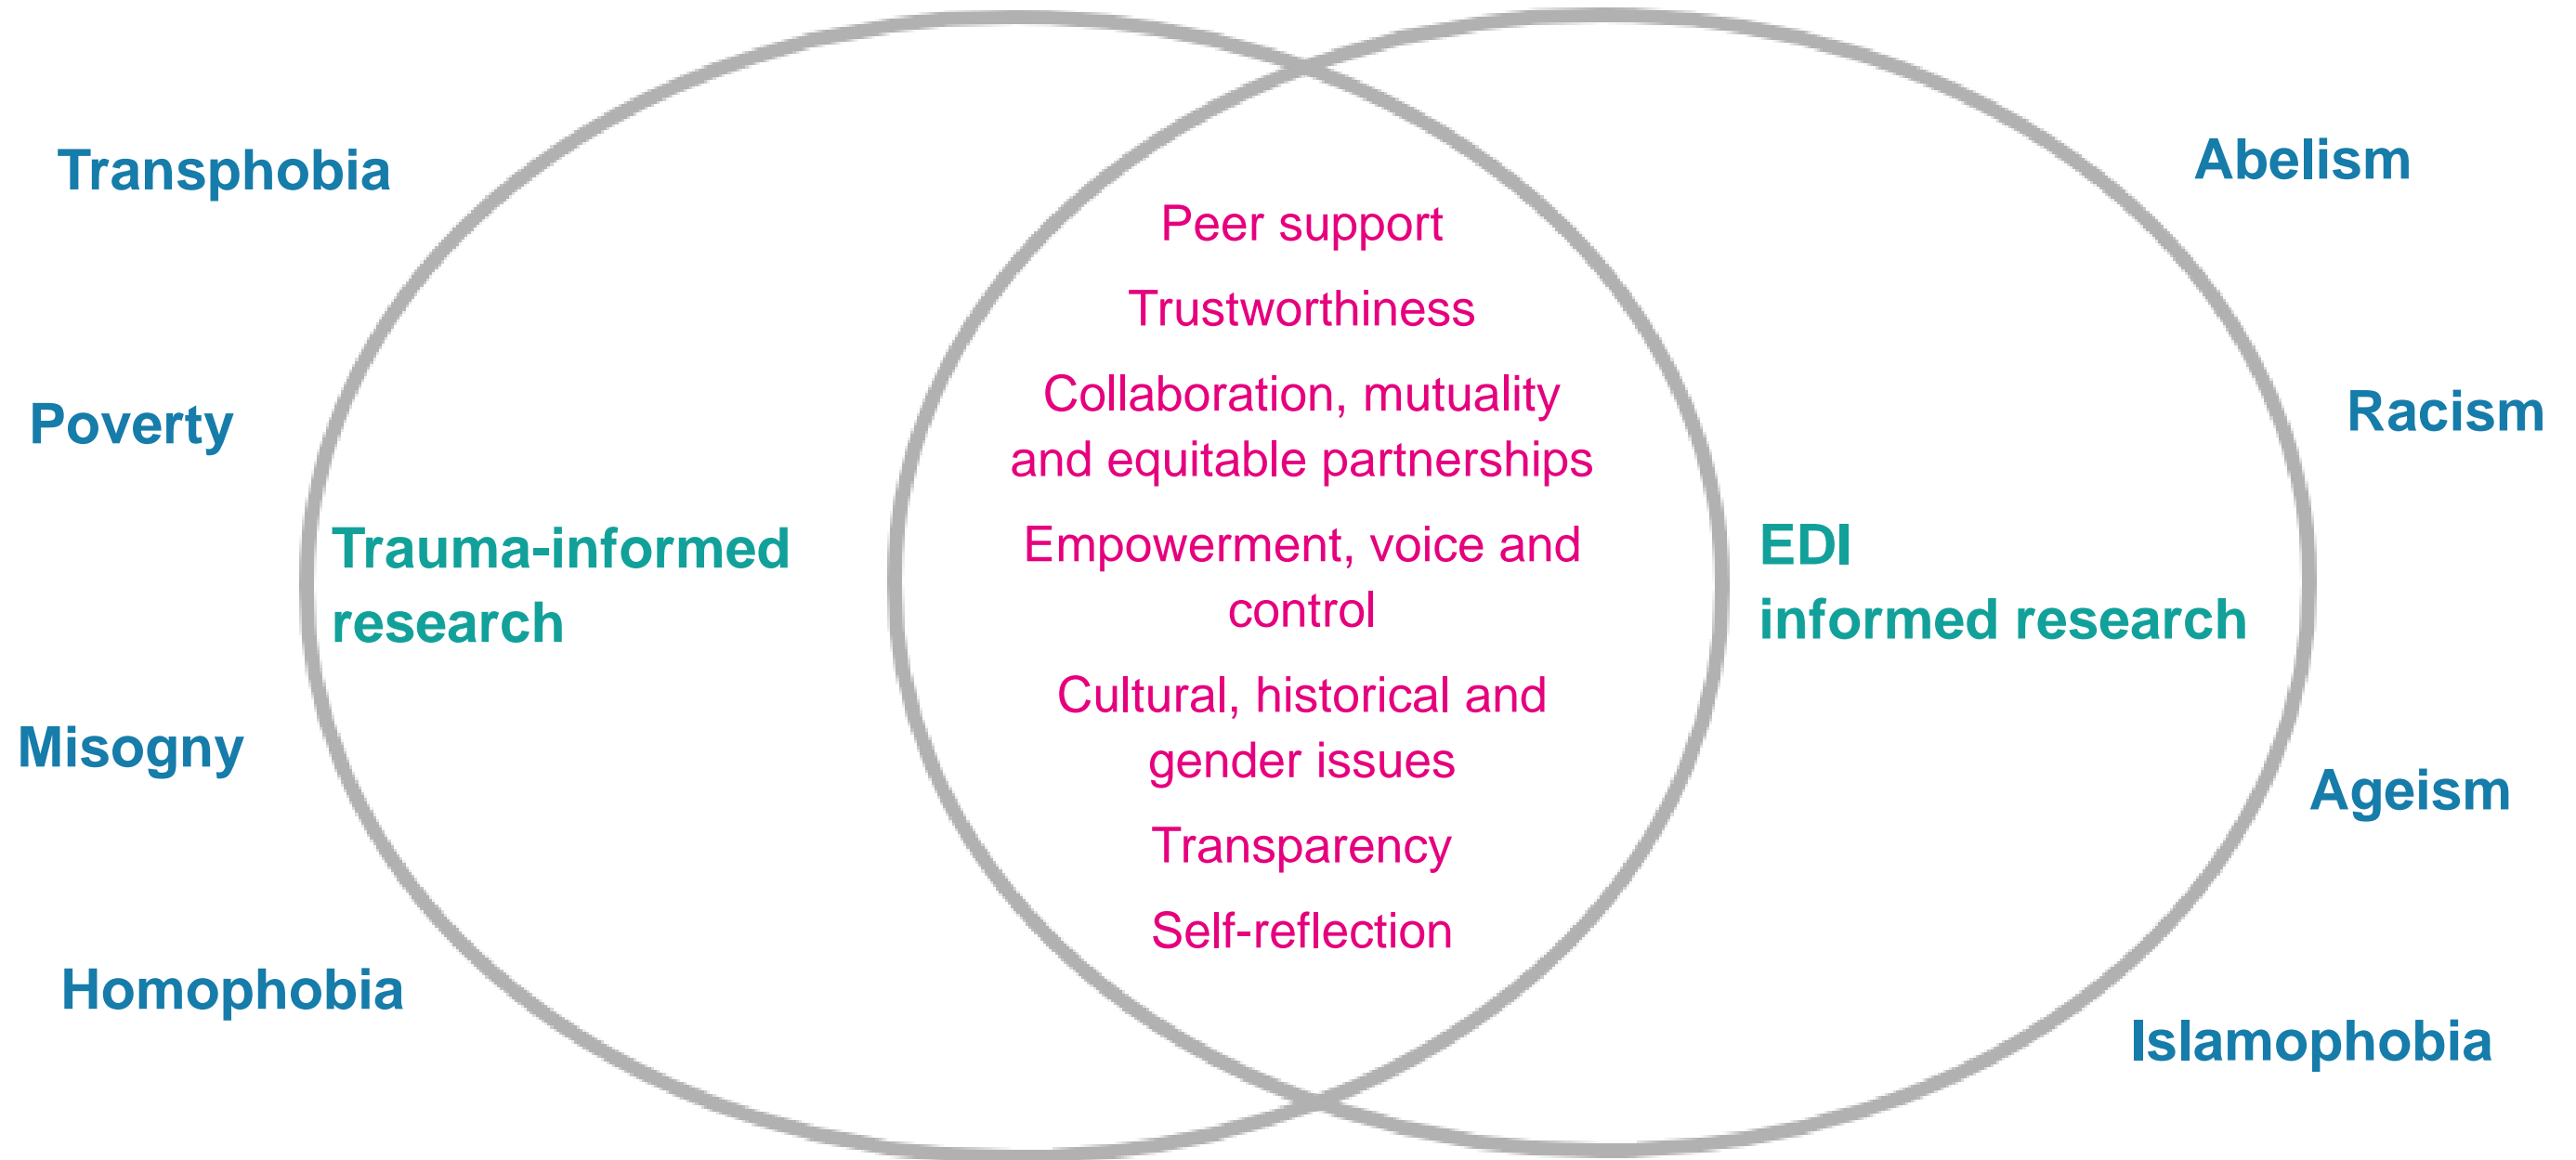 Transphobia
Poverty
Misogny
Homophobia
Trauma-informed
research
Peer support
Trustworthiness
Collaboration, mutuality
and equitable partnerships
Empowerment, voice and
control
Cultural, historical and
gender issues
Transparency
Self-reflection
EDI
informed research
Abelism
Racism
Ageism
Islamophobia